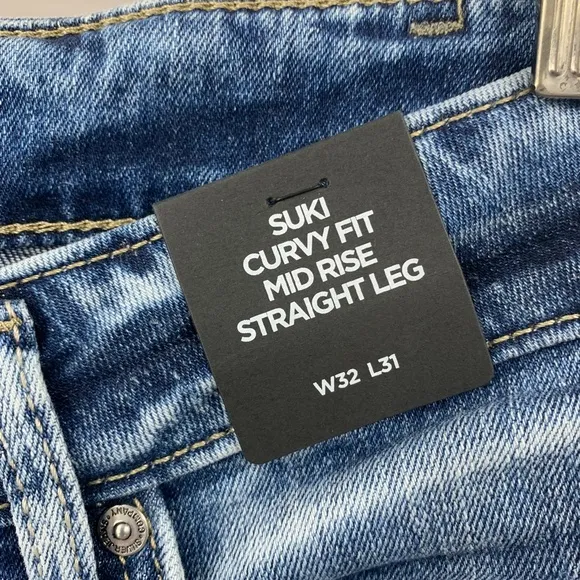 SUKI
CURVY FIT
MID RISE
STRAIGHT LEG
W32 L31